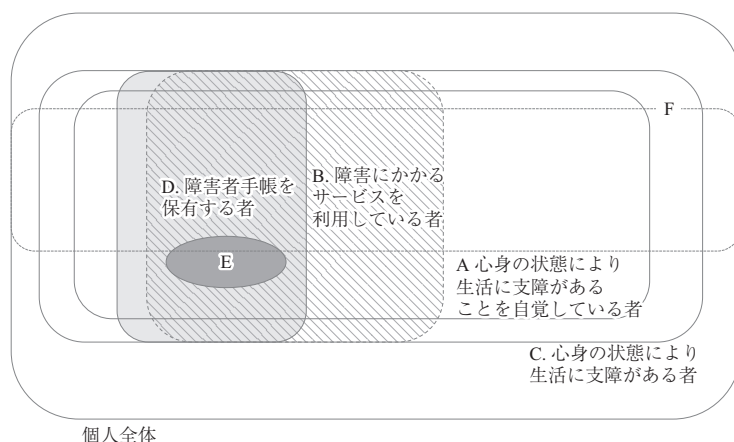 F
D. 障害者手帳を
保有する者
B. 障害にかかる
サービスを
利用している者
E
A 心身の状態により
生活に支障がある
ことを自覚している者
C. 心身の状態により
生活に支障がある者
個人全体